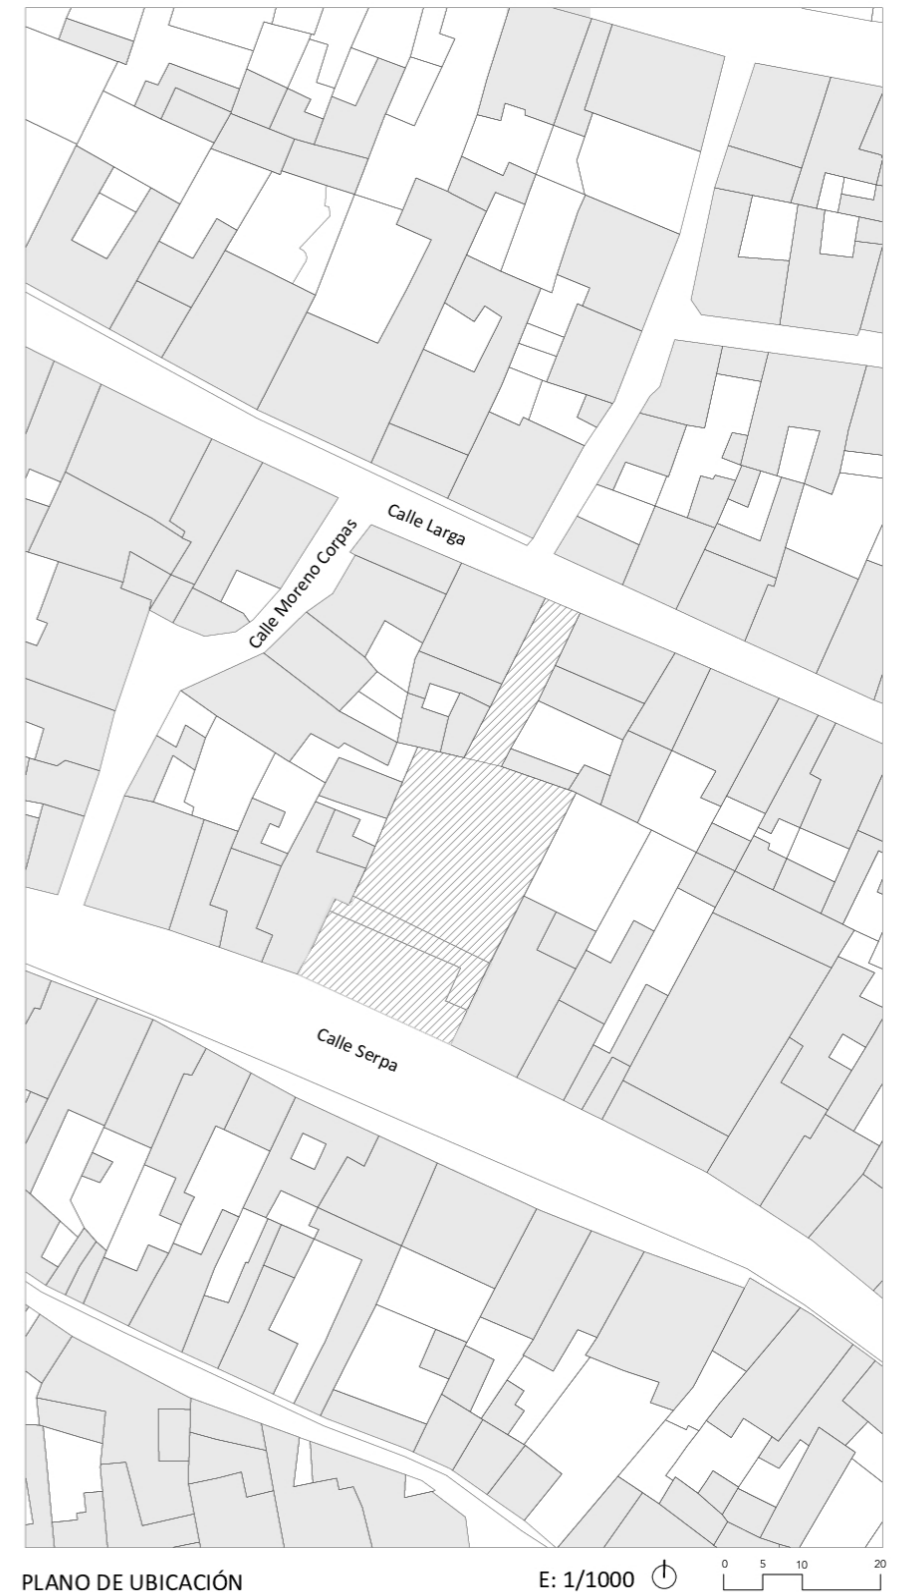 Calle Larga
Calle Moreno Corpas
Calle Serpa
PLANO DE UBICACIÓN
E: 1/1000
0 5 10 20